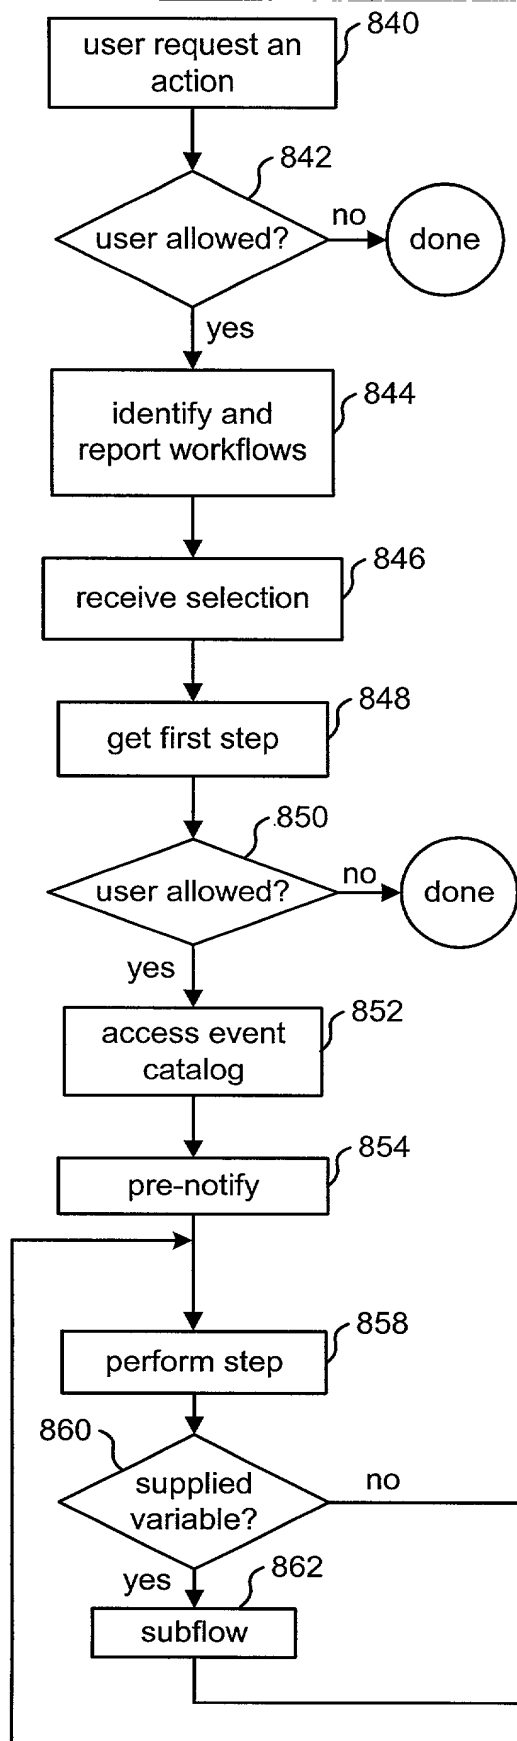 840
user request an
action
842
user allowed?
no
done
yes
844
identify and
report workflows
846
receive selection
848
get first step
850
user allowed?
no
done
yes
852
access event
catalog
854
pre-notify
858
perform step
860
supplied
variable?
no
yes
862
subflow